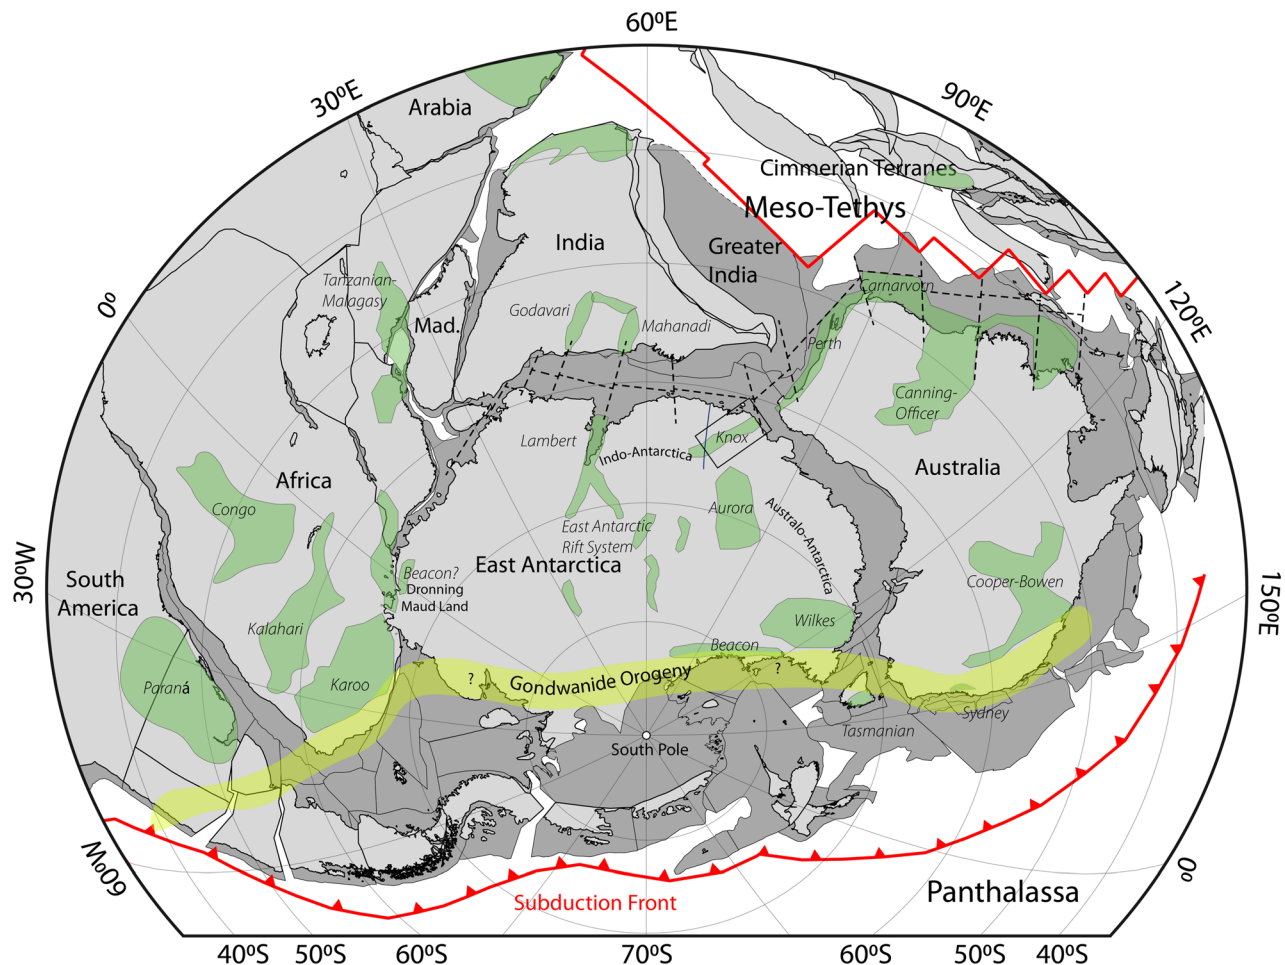 60ºE
30ºE
90ºE
Arabia
Cimmerian Terranes
Meso-Tethys
India
Greater
India
Tanzanian-
Malagasy
Carnarvorn
0º
120ºE
Godavari
Mahanadi
Mad.
Perth
Canning-
Officer
Lambert
Knox
Indo-Antarctica
Australia
Africa
Congo
Aurora
Australo-Antarctica
East Antarctic
Rift System
East Antarctica
30ºW
South
America
Beacon?
Dronning
Maud Land
Cooper-Bowen
150ºE
Kalahari
Wilkes
Beacon
Paraná
Karoo
?
Gondwanide Orogeny
?
Sydney
Tasmanian
South Pole
60ºW
0º
Panthalassa
Subduction Front
40ºS
50ºS
60ºS
70ºS
60ºS
50ºS
40ºS